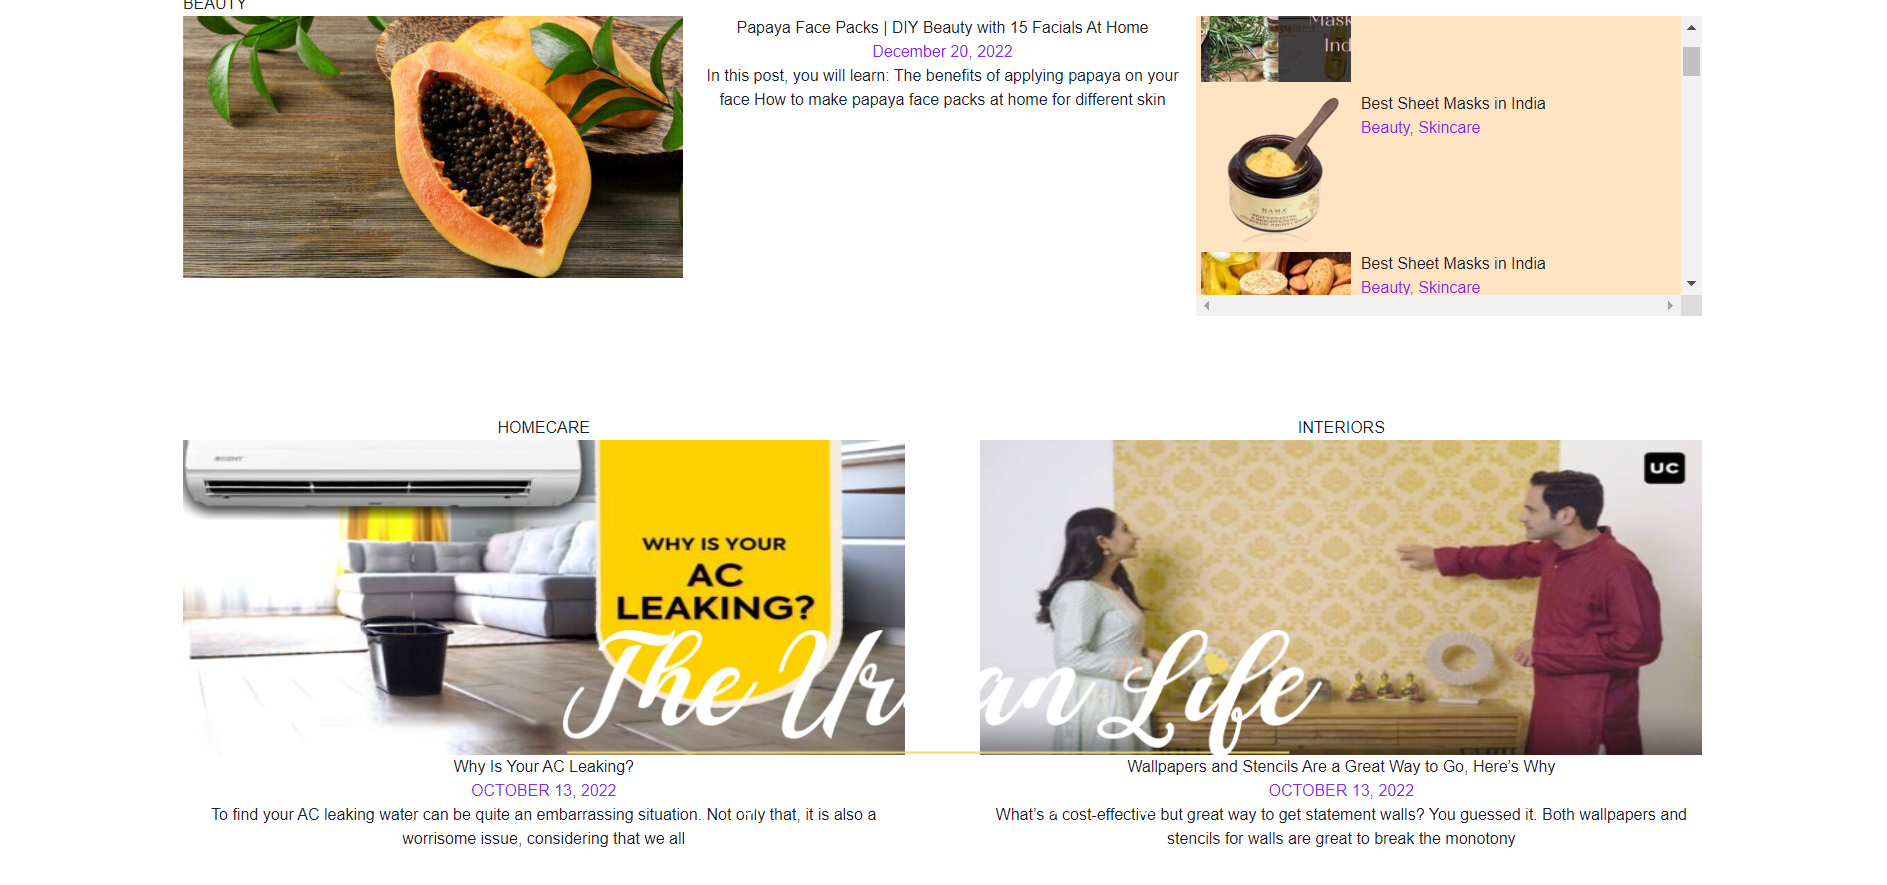 BEAUTY
Papaya Face Packs | DIY Beauty with 15 Facials At Home
December 20, 2022
In this post, you will learn: The benefits of applying papaya on your
face How to make papaya face packs at home for different skin
Mask
Ind
Best Sheet Masks in India
Beauty, Skincare
KAMA
Best Sheet Masks in India
Beauty, Skincare
HOMECARE
WHY IS YOUR
AC
LEAKING?
Why Is Your AC Leaking?
OCTOBER 13, 2022
To find your AC leaking water can be quite an embarrassing situation. Not only that, it is also a
worrisome issue, considering that we all
INTERIORS
UC
The Urban Life
Wallpapers and Stencils Are a Great Way to Go, Here’s Why
OCTOBER 13, 2022
What’s a cost-effective but great way to get statement walls? You guessed it. Both wallpapers and
stencils for walls are great to break the monotony